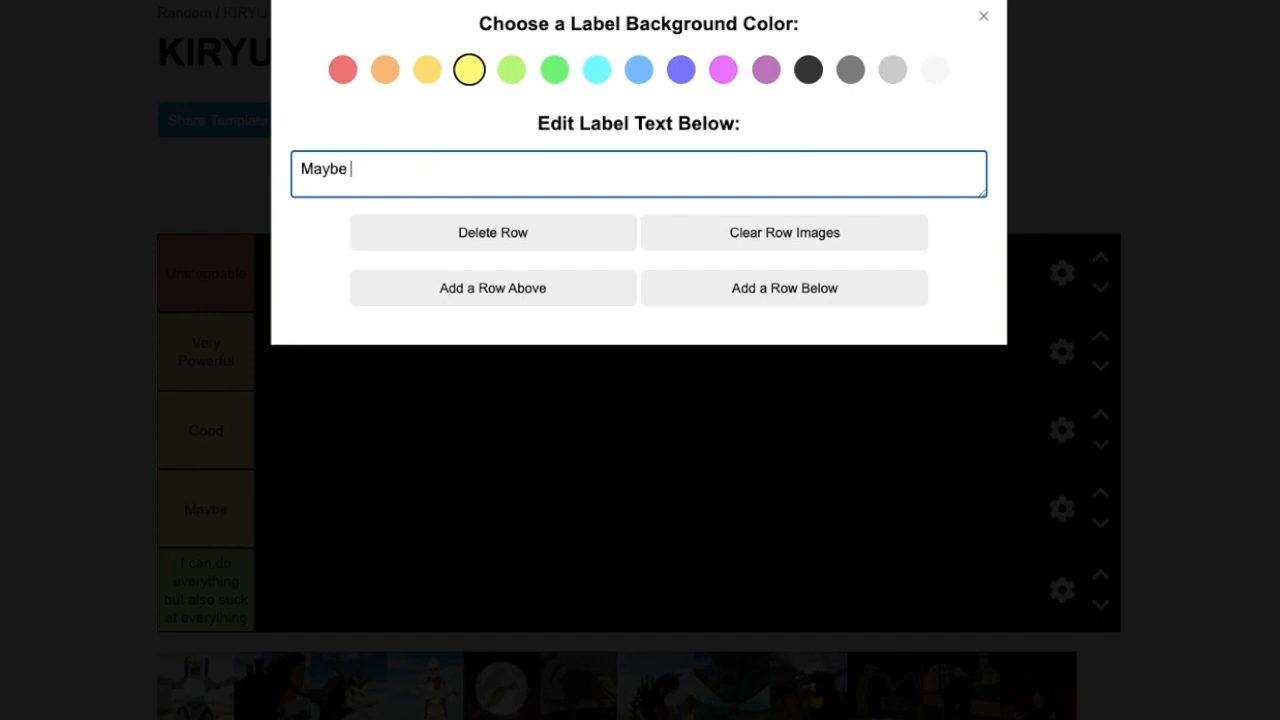 Random / KIRYU
KIRYU
Share Template
Choose a Label Background Color:
×
Edit Label Text Below:
Maybe
Delete Row
Clear Row Images
Add a Row Above
Add a Row Below
Unstoppable
Very
Powerful
Good
Maybe
I can do
everything
but also suck
at everything